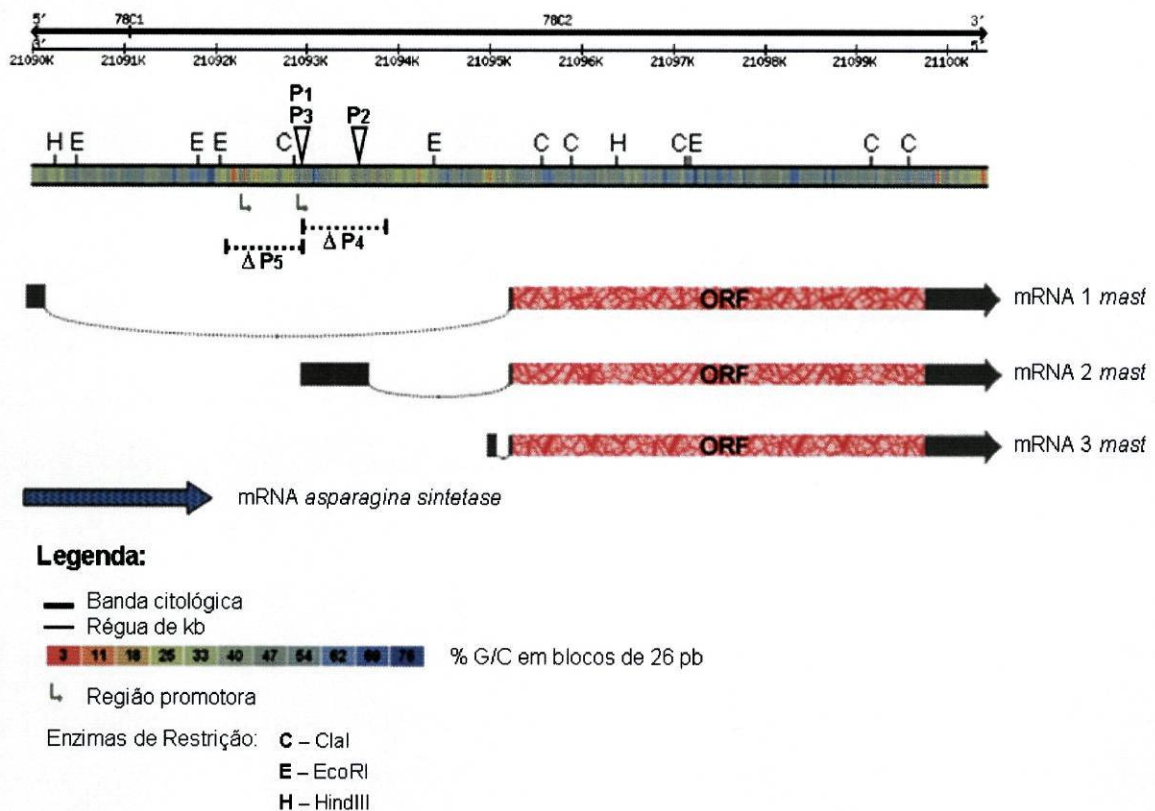 5´ 78C1 78C2 3´
3´ 5´
21090K 21091K 21092K 21093K 21094K 21095K 21096K 21097K 21098K 21099K 21100K
P1
P3 P2
H E E E C E C C H C E C C
Δ P4
Δ P5
ORF mRNA 1 mast
ORF mRNA 2 mast
ORF mRNA 3 mast
mRNA asparagina sintetase
Legenda:
Banda citológica
Régua de kb
3 11 18 25 33 40 47 54 62 69 76 % G/C em blocos de 26 pb
Região promotora
Enzimas de Restrição: C – ClaI
E – EcoRI
H – HindIII